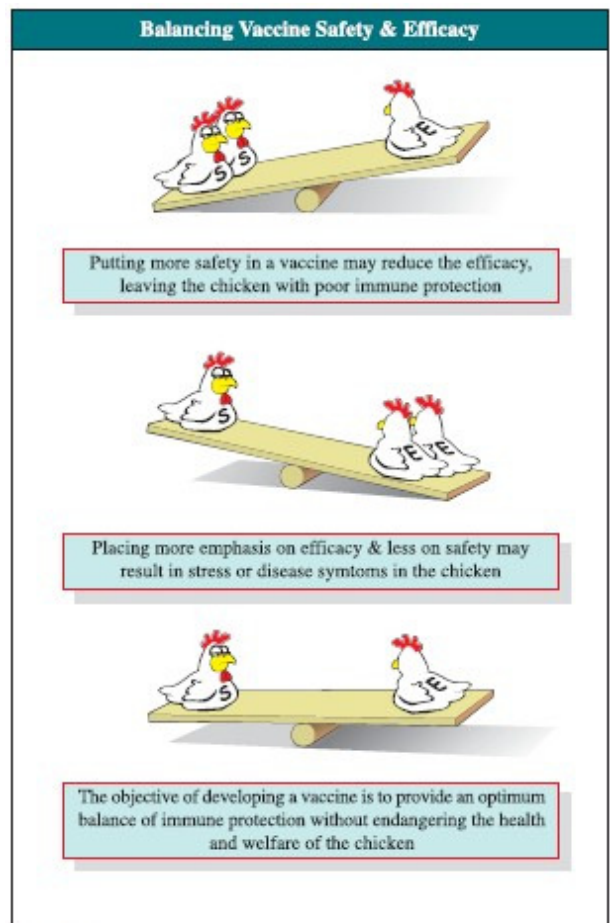 Balancing Vaccine Safety & Efficacy
S S E
Putting more safety in a vaccine may reduce the efficacy,
leaving the chicken with poor immune protection
S E E
Placing more emphasis on efficacy & less on safety may
result in stress or disease symtoms in the chicken
S E
The objective of developing a vaccine is to provide an optimum
balance of immune protection without endangering the health
and welfare of the chicken